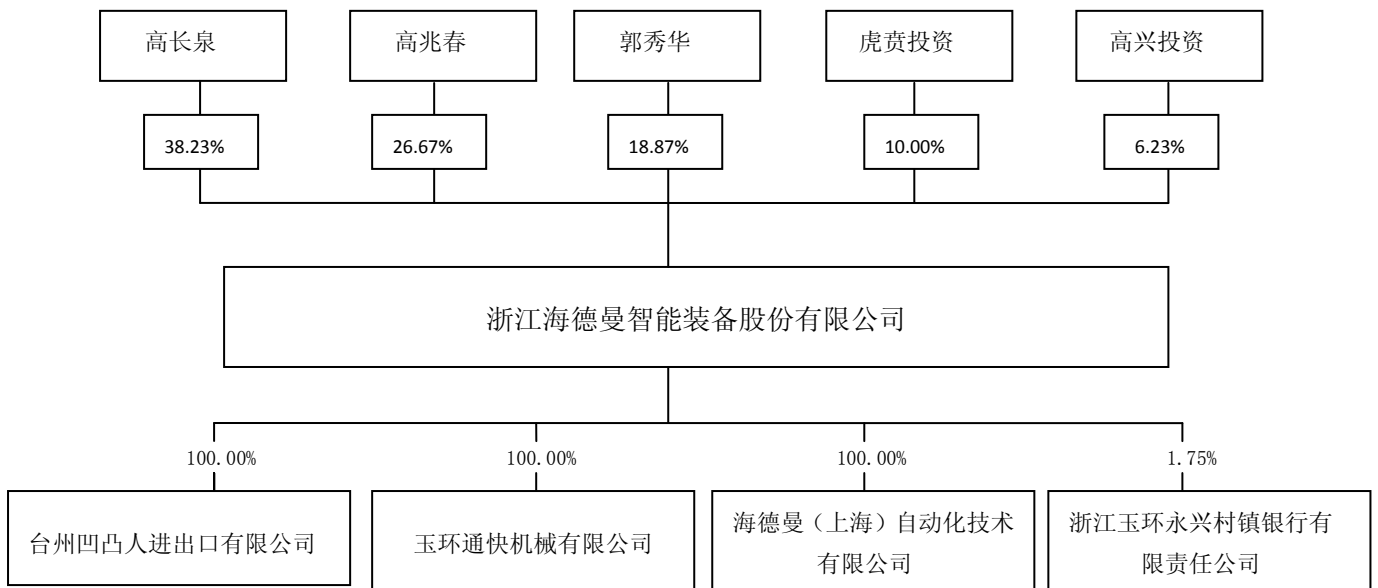 高长泉
高兆春
郭秀华
虎贲投资
高兴投资
38.23%
26.67%
18.87%
10.00%
6.23%
浙江海德曼智能装备股份有限公司
100.00%
100.00%
100.00%
1.75%
台州凹凸人进出口有限公司
玉环通快机械有限公司
海德曼（上海）自动化技术
有限公司
浙江玉环永兴村镇银行有
限责任公司